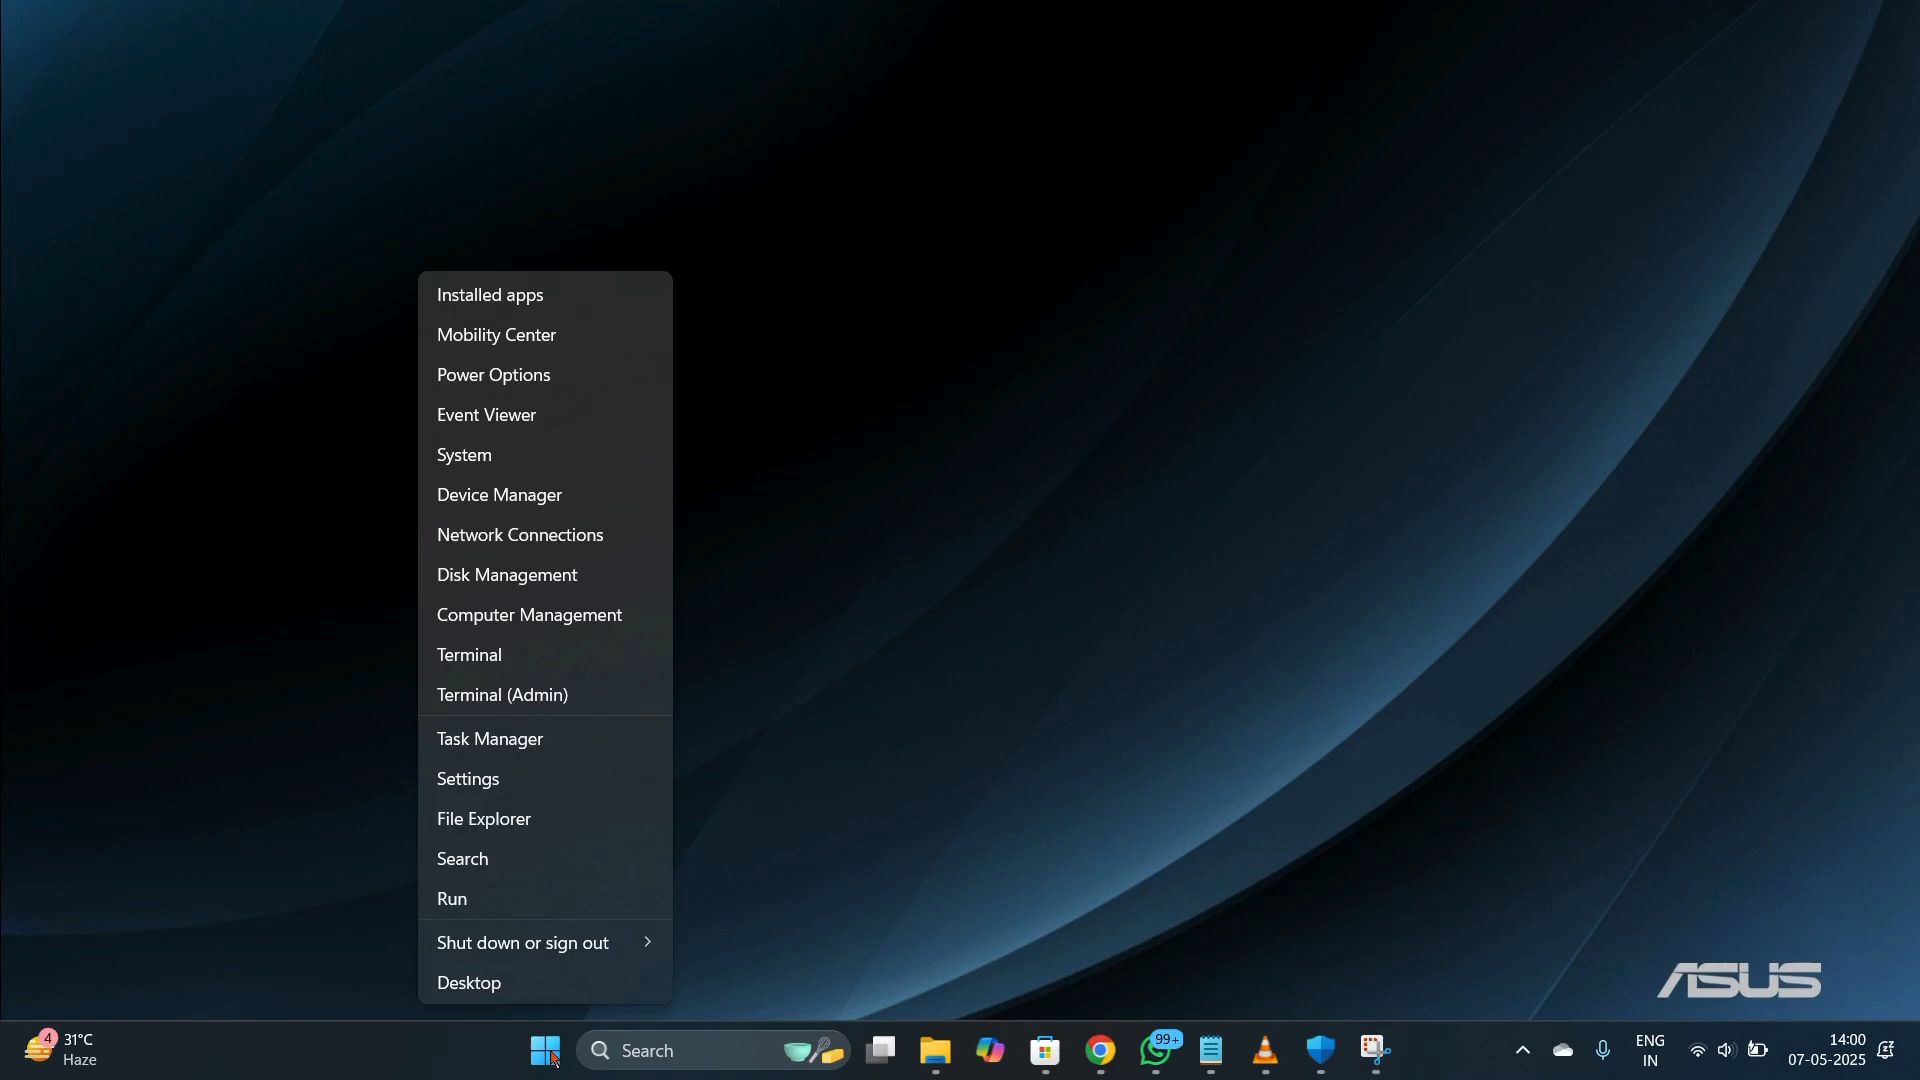 Installed apps
Mobility Center
Power Options
Event Viewer
System
Device Manager
Network Connections
Disk Management
Computer Management
Terminal
Terminal (Admin)
Task Manager
Settings
File Explorer
Search
Run
Shut down or sign out
Desktop
ASUS
4
31°C
Haze
Search
99+
ENG
IN
14:00
07-05-2025